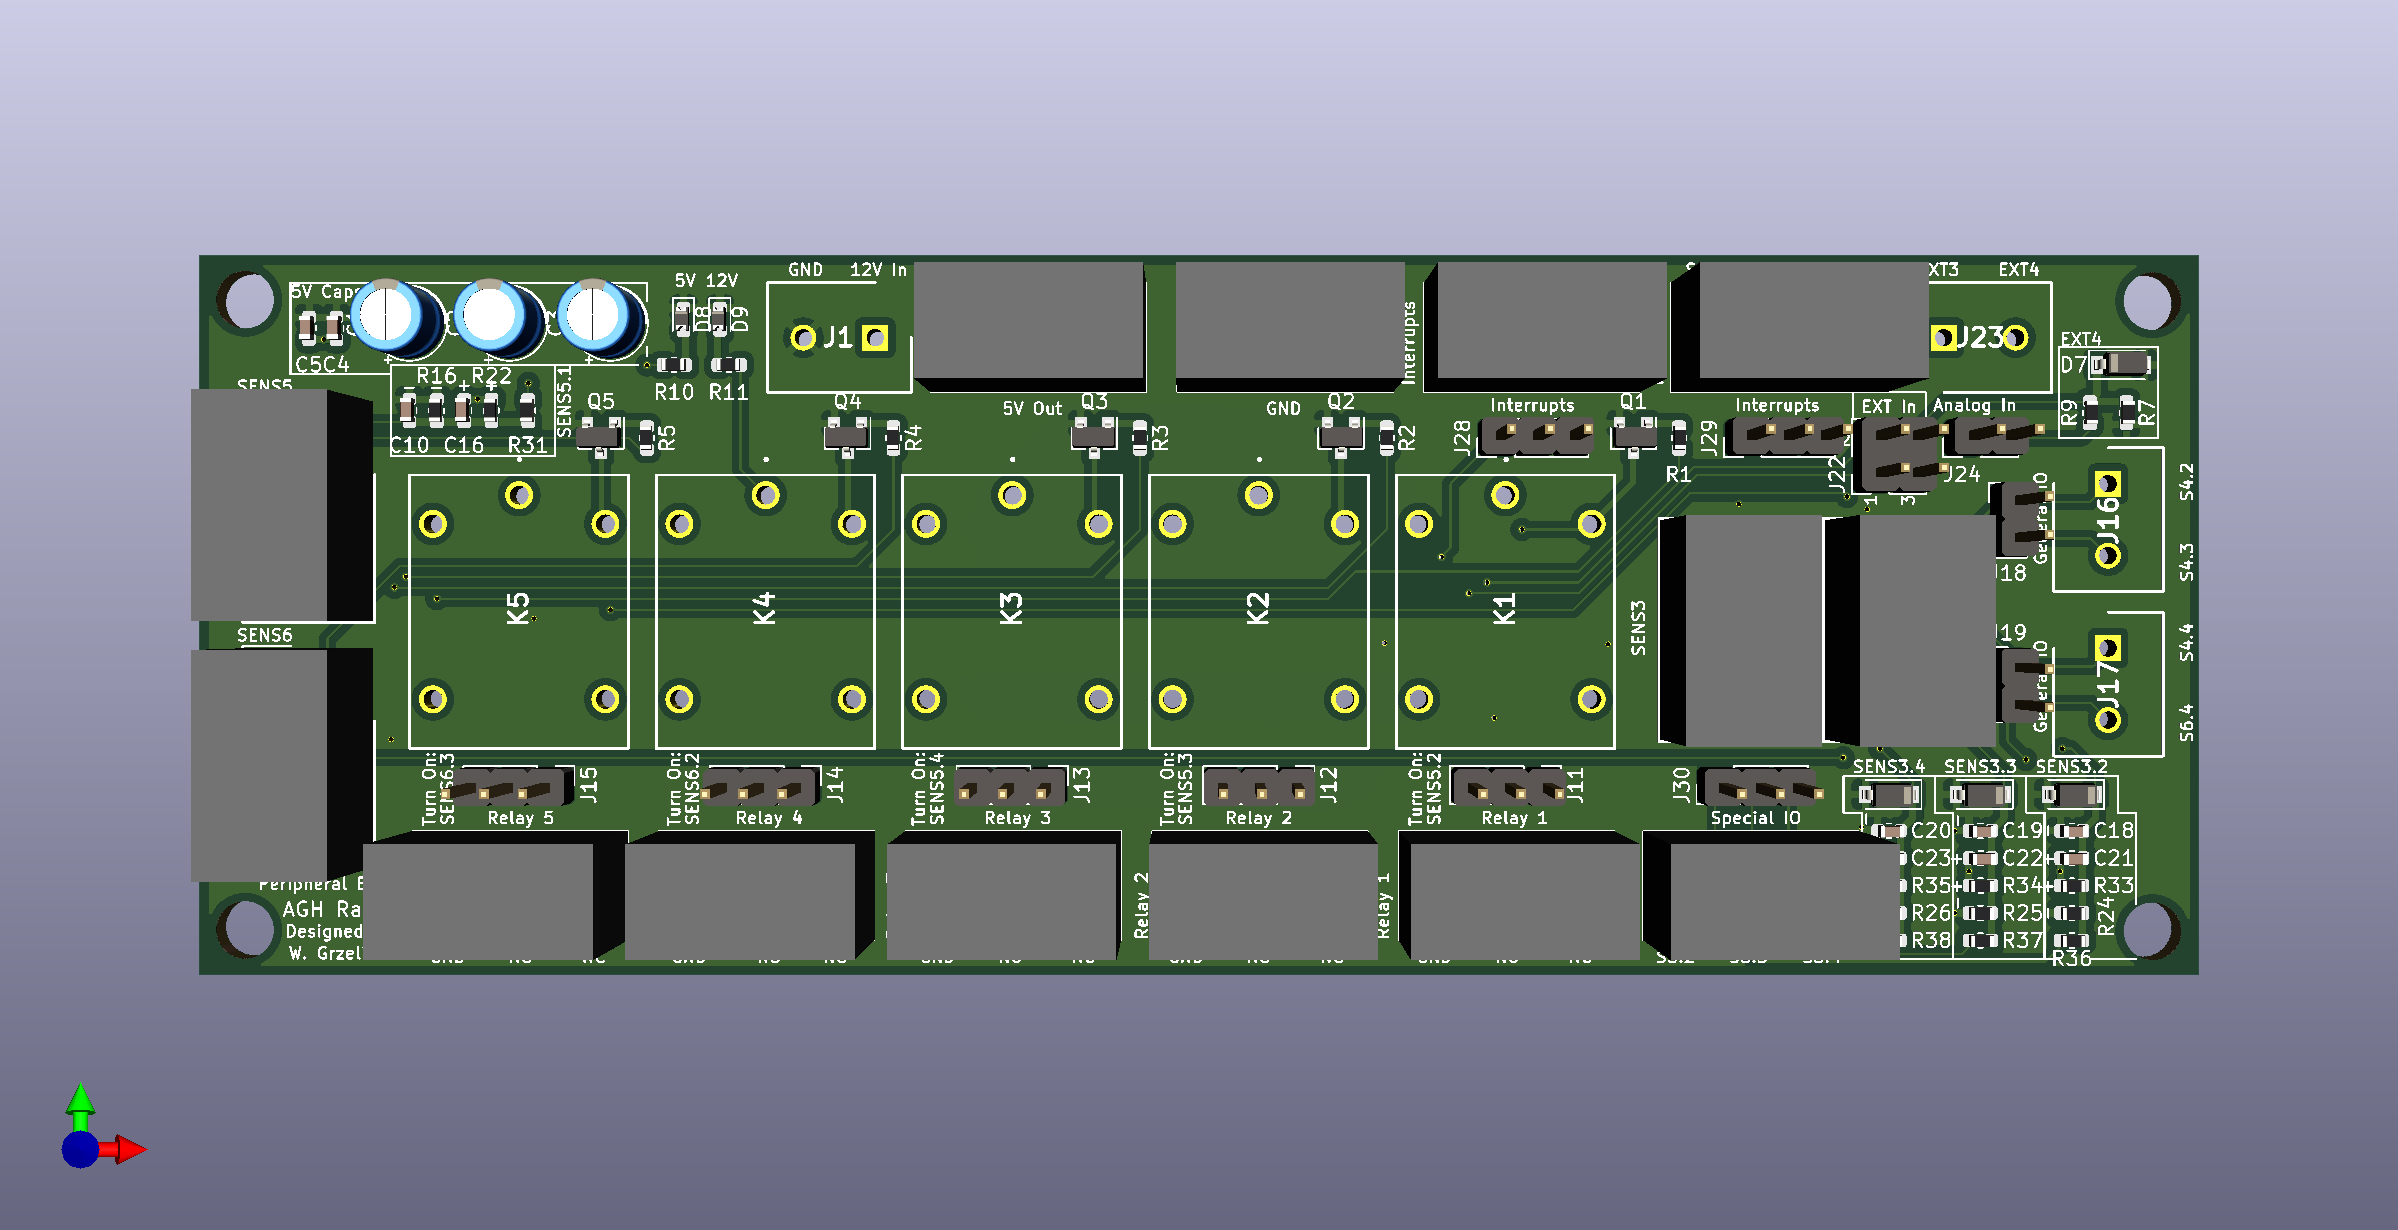 GND
12V In
5V 12V
EXT4
5V Caps
D8
D9
J1
Interrupts
J23
EXT4
D7
C5C4
R10
R11
R16
R22
SENS5.1
SENS5
Q5
Q4
5V Out
Q3
GND
Q2
Interrupts
Q1
Interrupts
EXT In
Analog In
R9
R7
C10
C16
R31
R5
R4
R3
R2
J28
R1
J29
J22
J24
1
3
S4.2
J16
S4.3
J18
K5
K4
K3
K2
K1
SENS3
SENS6
J19
S4.4
J17
S6.4
Turn On:
SENS6.3
J15
Turn On:
SENS6.2
J14
Turn On:
SENS5.4
J13
Turn On:
SENS5.3
J12
Turn On:
SENS5.2
J11
J30
SENS3.4
SENS3.3
SENS3.2
Relay 5
Relay 4
Relay 3
Relay 2
Relay 1
Special IO
C20
C19
C18
C23
C22
C21
R35
R34
R33
R26
R25
R24
R38
R37
R36
Relay 2
Relay 1
Peripheral
AGH Ra
Designed
W. Grzel